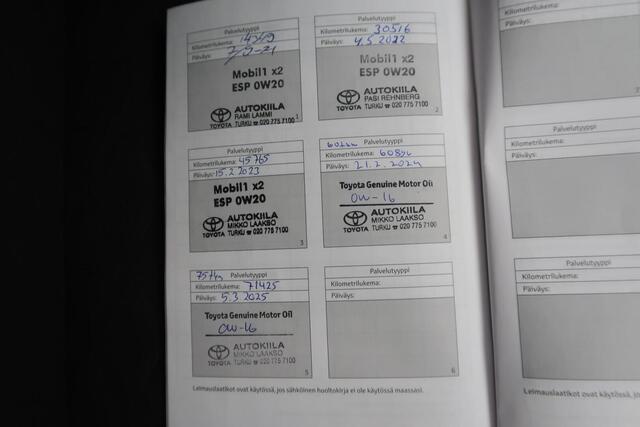 Palvelutyyppi
Kilometrilukema:
Päiväys:
Mobil1 x2
ESP 0W20
AUTOKIILA
RAMI LAMMI
TOYOTA TURKU ☎ 020 775 7100
1
Palvelutyyppi
Kilometrilukema: 30516
Päiväys: 4.5.2022
Mobil1 x2
ESP 0W20
AUTOKIILA
PASI REHNBERG
TOYOTA TURKU ☎ 020 775 7100
2
Palvelutyyppi
Kilometrilukema: 45765
Päiväys: 15.2.2023
Mobil1 x2
ESP 0W20
AUTOKIILA
MIKKO LAAKSO
TOYOTA TURKU ☎ 020 775 7100
3
Palvelutyyppi
Kilometrilukema:
Päiväys: 21.2.2024
Toyota Genuine Motor Oil
0W-16
AUTOKIILA
MIKKO LAAKSO
TOYOTA TURKU ☎ 020 775 7100
4
Palvelutyyppi
Kilometrilukema: 71425
Päiväys: 5.3.2025
Toyota Genuine Motor Oil
0W-16
AUTOKIILA
MIKKO LAAKSO
TOYOTA TURKU ☎ 020 775 7100
5
Palvelutyyppi
Kilometrilukema:
Päiväys:
6
Leimauslaatikot ovat käytössä, jos sähköinen huoltokirja ei ole käytössä maassasi.
Kilometrilukema:
Päiväys:
Palvelutyyppi
Kilometrilukema:
Päiväys:
Palvelutyyppi
Kilometrilukema:
Päiväys:
Leimauslaatikot ovat käytössä, jos